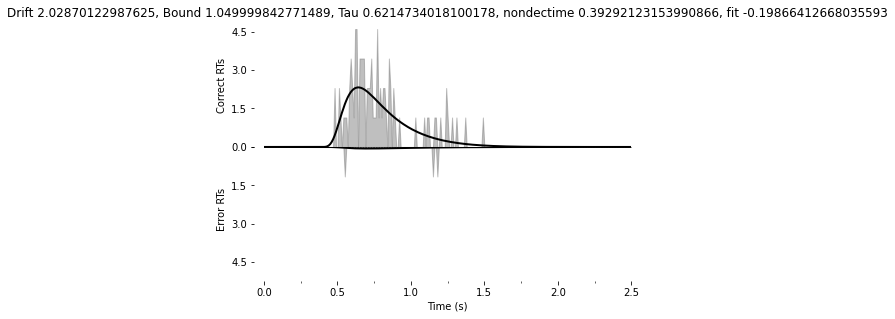 Drift 2.02870122987625, Bound 1.049999842771489, Tau 0.6214734018100178, nondectime 0.39292123153990866, fit -0.19866412668035593
4.5
3.0
1.5
0.0
1.5
3.0
4.5
Correct RTs
Error RTs
0.0 0.5 1.0 1.5 2.0 2.5
Time (s)